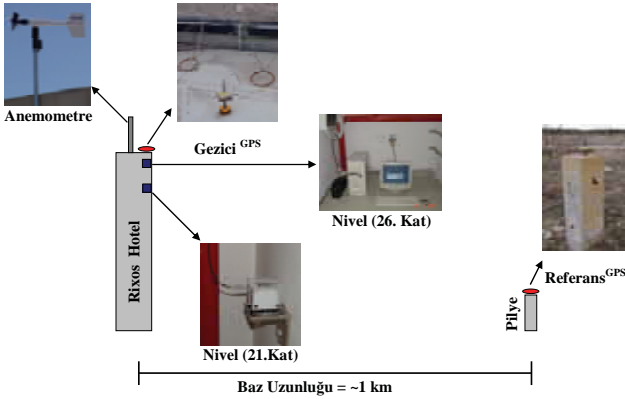 Anemometre
Gezici GPS
Nivel (26. Kat)
Rixos Hotel
Nivel (21.Kat)
Referans GPS
Pilye
Baz Uzunluğu = ~1 km